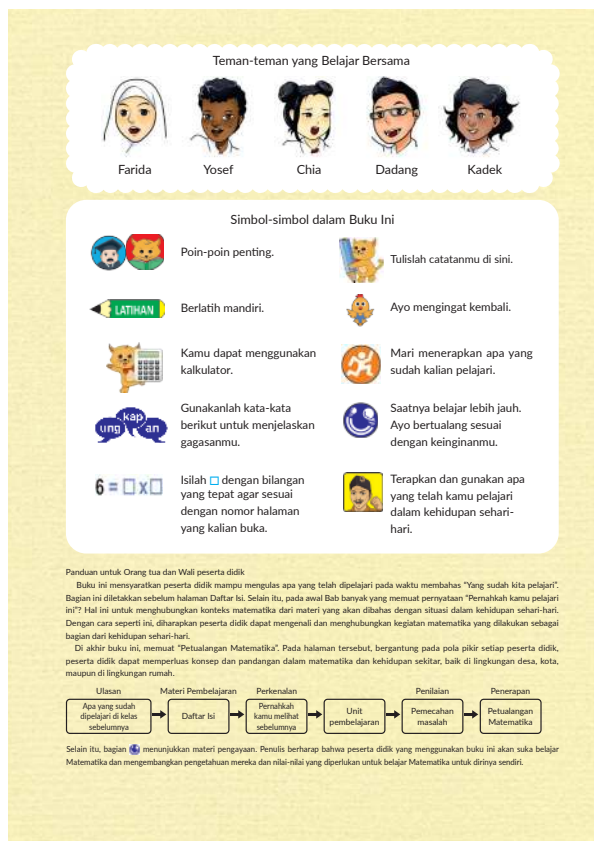 Teman-teman yang Belajar Bersama
Farida
Yosef
Chia
Dadang
Kadek
Simbol-simbol dalam Buku Ini
Poin-poin penting.
Tulislah catatanmu di sini.
LATIHAN
Berlatih mandiri.
Ayo mengingat kembali.
Kamu dapat menggunakan
kalkulator.
Mari menerapkan apa yang
sudah kalian pelajari.
ung kap an
Gunakanlah kata-kata
berikut untuk menjelaskan
gagasanmu.
Saatnya belajar lebih jauh.
Ayo bertualang sesuai
dengan keinginanmu.
6 = □ x □
Isilah □ dengan bilangan
yang tepat agar sesuai
dengan nomor halaman
yang kalian buka.
Terapkan dan gunakan apa
yang telah kamu pelajari
dalam kehidupan sehari-
hari.
Panduan untuk Orang tua dan Wali peserta didik
Buku ini mensyaratkan peserta didik mampu mengulas apa yang telah dipelajari pada waktu membahas “Yang sudah kita pelajari”.
Bagian ini diletakkan sebelum halaman Daftar Isi. Selain itu, pada awal Bab banyak yang memuat pernyataan “Pernahkah kamu pelajari
ini”? Hal ini untuk menghubungkan konteks matematika dari materi yang akan dibahas dengan situasi dalam kehidupan sehari-hari.
Dengan cara seperti ini, diharapkan peserta didik dapat mengenali dan menghubungkan kegiatan matematika yang dilakukan sebagai
bagian dari kehidupan sehari-hari.
Di akhir buku ini, memuat “Petualangan Matematika”. Pada halaman tersebut, bergantung pada pola pikir setiap peserta didik,
peserta didik dapat memperluas konsep dan pandangan dalam matematika dan kehidupan sekitar, baik di lingkungan desa, kota,
maupun di lingkungan rumah.
Ulasan
Materi Pembelajaran
Perkenalan
Penilaian
Penerapan
Apa yang sudah
dipelajari di kelas
sebelumnya
Daftar Isi
Pernahkah
kamu melihat
sebelumnya
Unit
pembelajaran
Pemecahan
masalah
Petualangan
Matematika
Selain itu, bagian menunjukkan materi pengayaan. Penulis berharap bahwa peserta didik yang menggunakan buku ini akan suka belajar
Matematika dan mengembangkan pengetahuan mereka dan nilai-nilai yang diperlukan untuk belajar Matematika untuk dirinya sendiri.